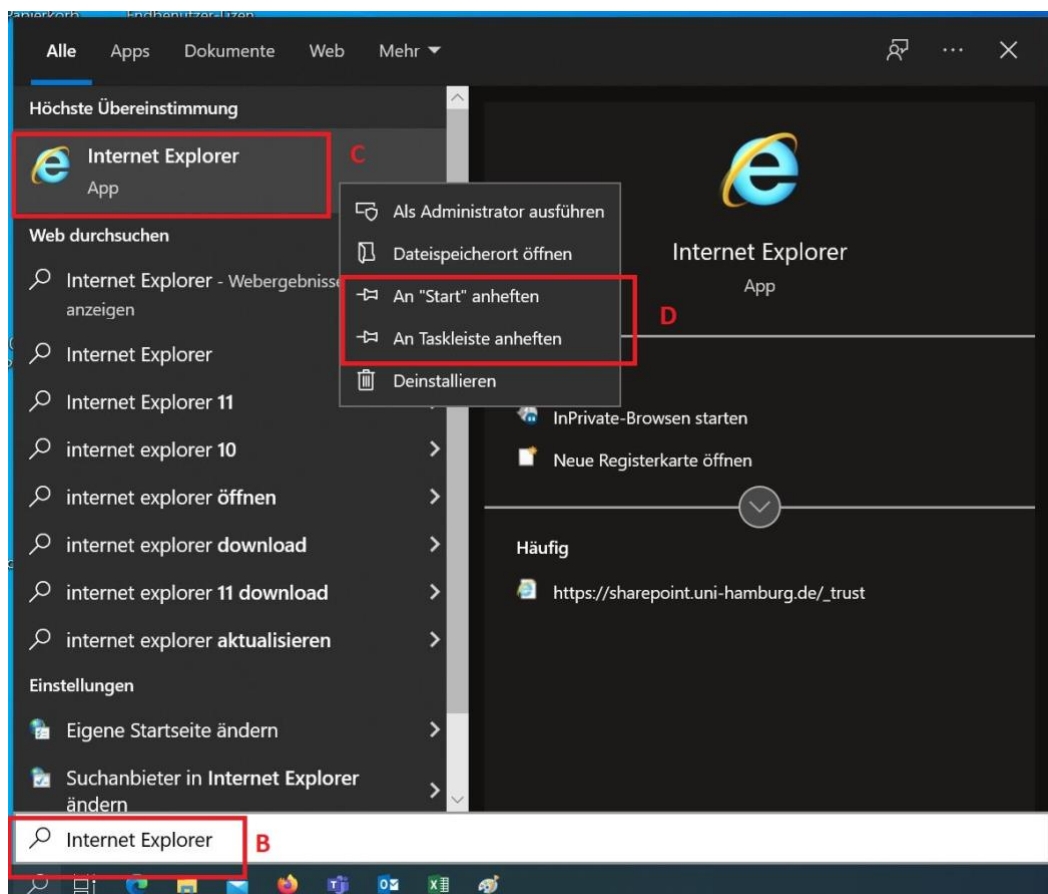 Papierkorb Endbenutzer-Lizen
Alle Apps Dokumente Web Mehr
Höchste Übereinstimmung
Internet Explorer
App
C
Als Administrator ausführen
Dateispeicherort öffnen
An "Start" anheften
An Taskleiste anheften
D
Deinstallieren
Web durchsuchen
Internet Explorer - Webergebnisse
anzeigen
Internet Explorer
Internet Explorer 11
internet explorer 10
internet explorer öffnen
internet explorer download
internet explorer 11 download
internet explorer aktualisieren
Einstellungen
Eigene Startseite ändern
Suchanbieter in Internet Explorer
ändern
Internet Explorer
App
InPrivate-Browsen starten
Neue Registerkarte öffnen
Häufig
https://sharepoint.uni-hamburg.de/_trust
Internet Explorer
B